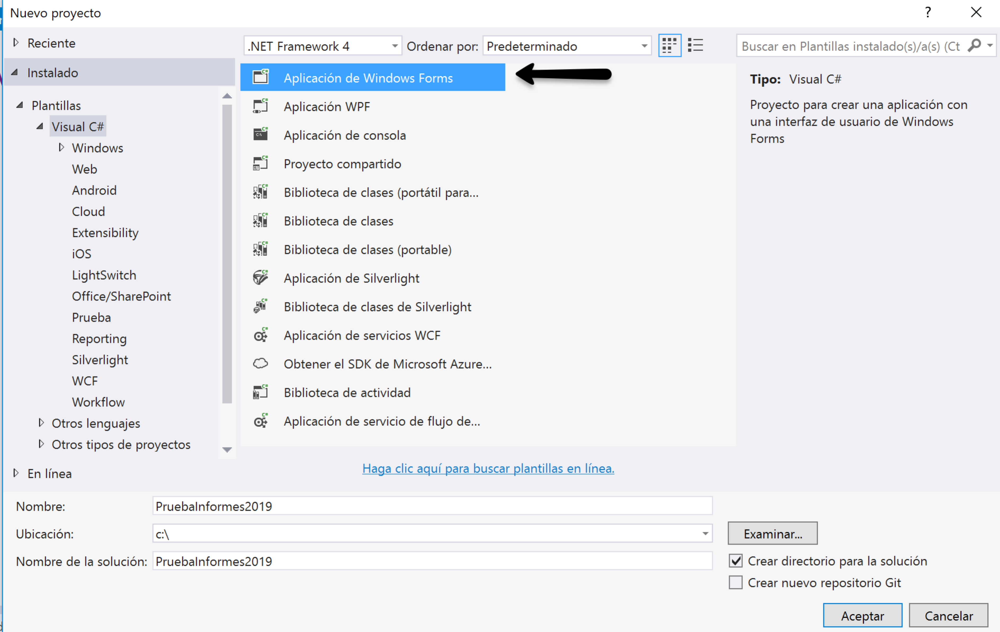 Nuevo proyecto
?
Reciente
Instalado
Plantillas
Visual C#
Windows
Web
Android
Cloud
Extensibility
iOS
LightSwitch
Office/SharePoint
Prueba
Reporting
Silverlight
WCF
Workflow
Otros lenguajes
Otros tipos de proyectos
En línea
.NET Framework 4
Ordenar por: Predeterminado
Aplicación de Windows Forms
Aplicación WPF
Aplicación de consola
Proyecto compartido
Biblioteca de clases (portátil para...
Biblioteca de clases
Biblioteca de clases (portable)
Aplicación de Silverlight
Biblioteca de clases de Silverlight
Aplicación de servicios WCF
Obtener el SDK de Microsoft Azure...
Biblioteca de actividad
Aplicación de servicio de flujo de...
Haga clic aquí para buscar plantillas en línea.
Buscar en Plantillas instalado(s)/a(s) (Ct
Tipo: Visual C#
Proyecto para crear una aplicación con
una interfaz de usuario de Windows
Forms
Nombre: PruebaInformes2019
Ubicación: c:\
Examinar...
Nombre de la solución: PruebaInformes2019
Crear directorio para la solución
Crear nuevo repositorio Git
Aceptar
Cancelar